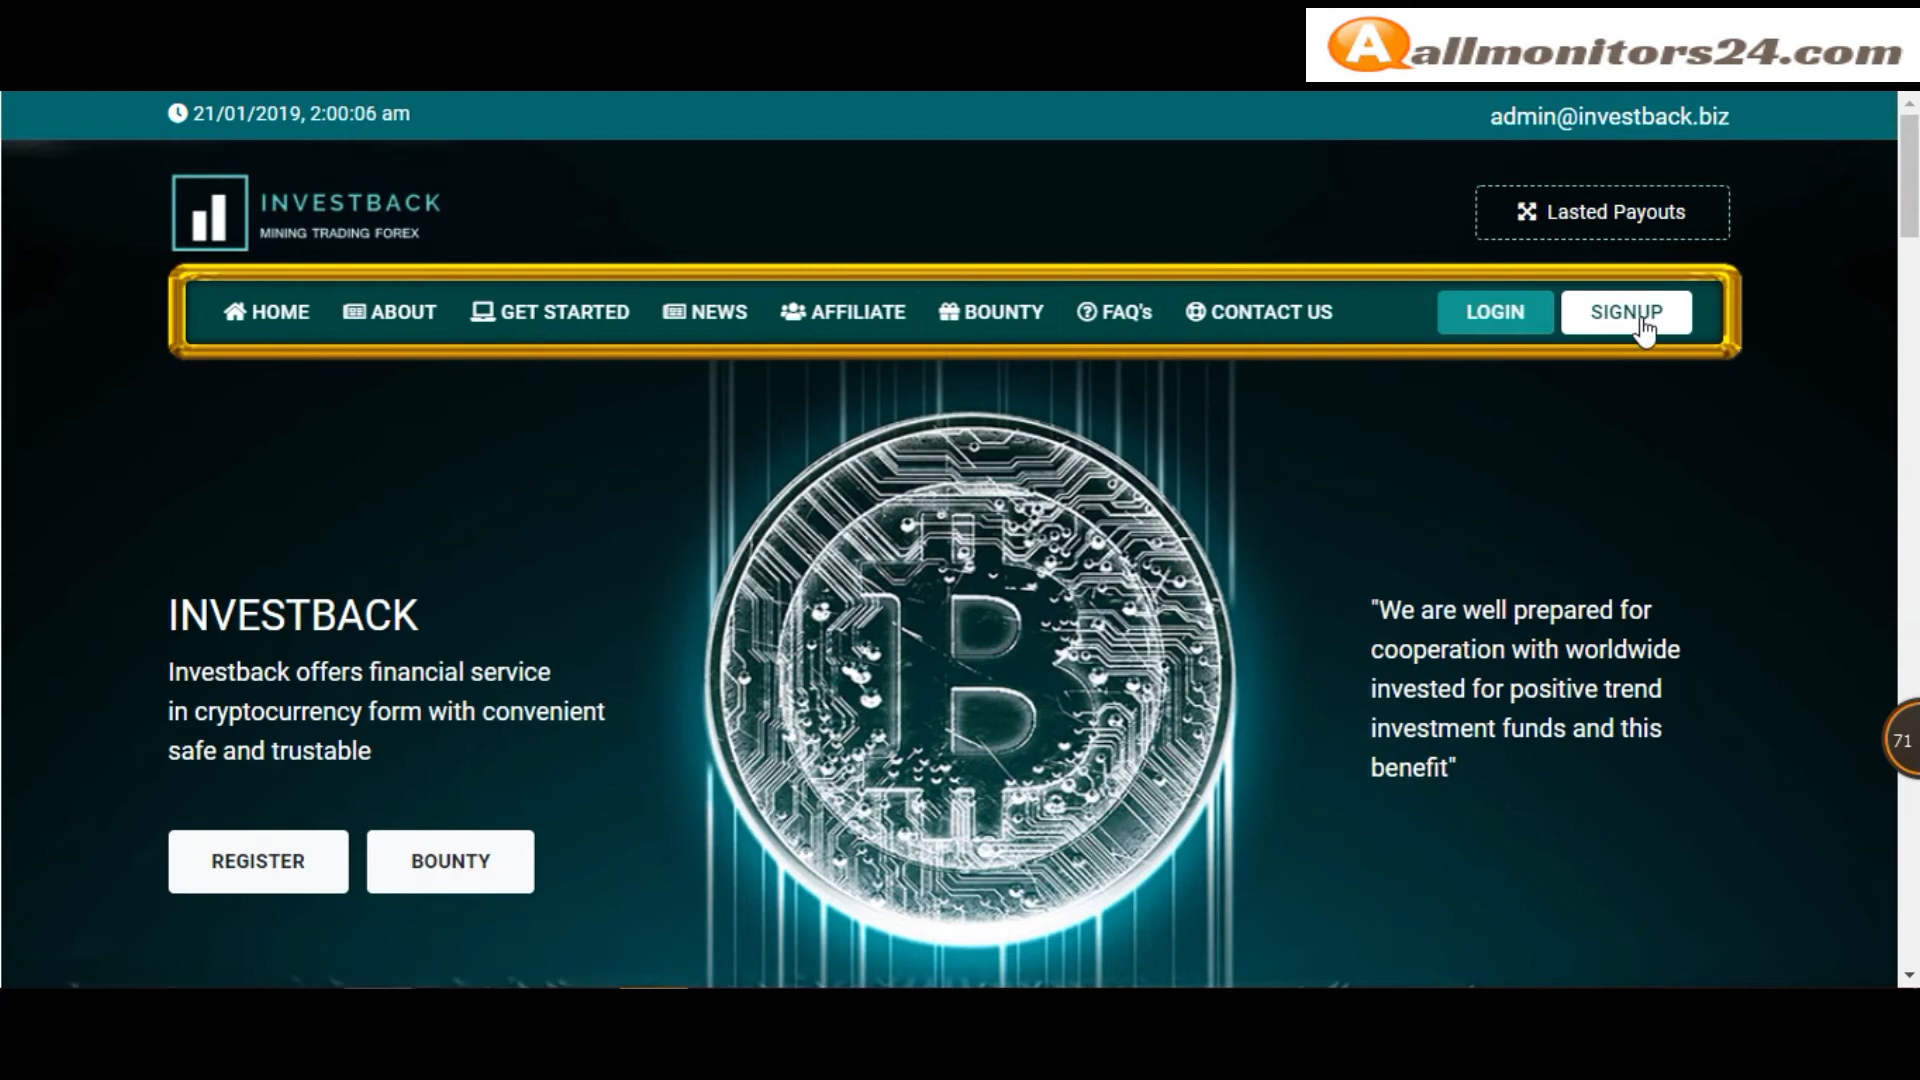 allmonitors24.com
21/01/2019, 2:00:06 am
admin@investback.biz
INVESTBACK
MINING TRADING FOREX
Lasted Payouts
HOME ABOUT GET STARTED NEWS AFFILIATE BOUNTY FAQ's CONTACT US LOGIN SIGNUP
INVESTBACK
Investback offers financial service
in cryptocurrency form with convenient
safe and trustable
REGISTER BOUNTY
"We are well prepared for
cooperation with worldwide
invested for positive trend
investment funds and this
benefit"
71